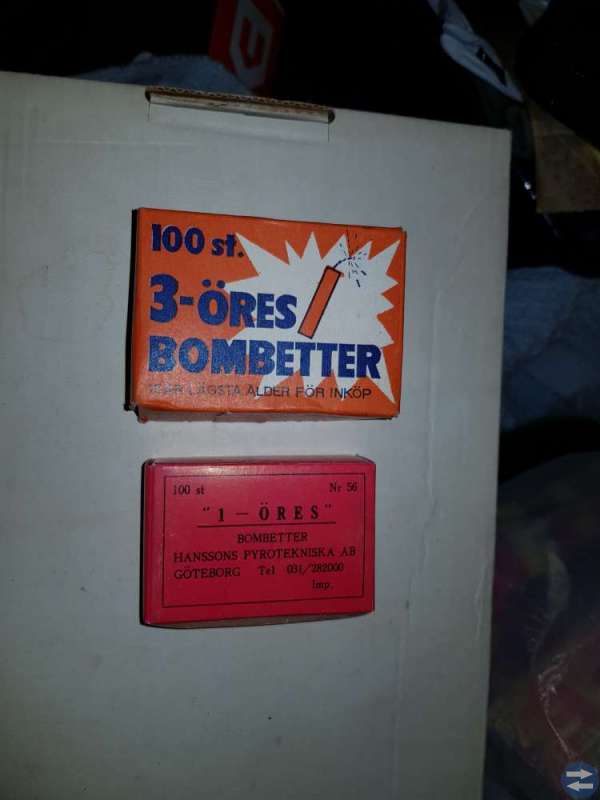 100 st.
3-ÖRES
BOMBETTER
LÄGSTA ÅLDER FÖR INKÖP
100 st Nr 56
"1 - ÖRES"
BOMBETTER
HANSSONS PYROTEKNISKA AB
GÖTEBORG Tel 031/282000
Imp.